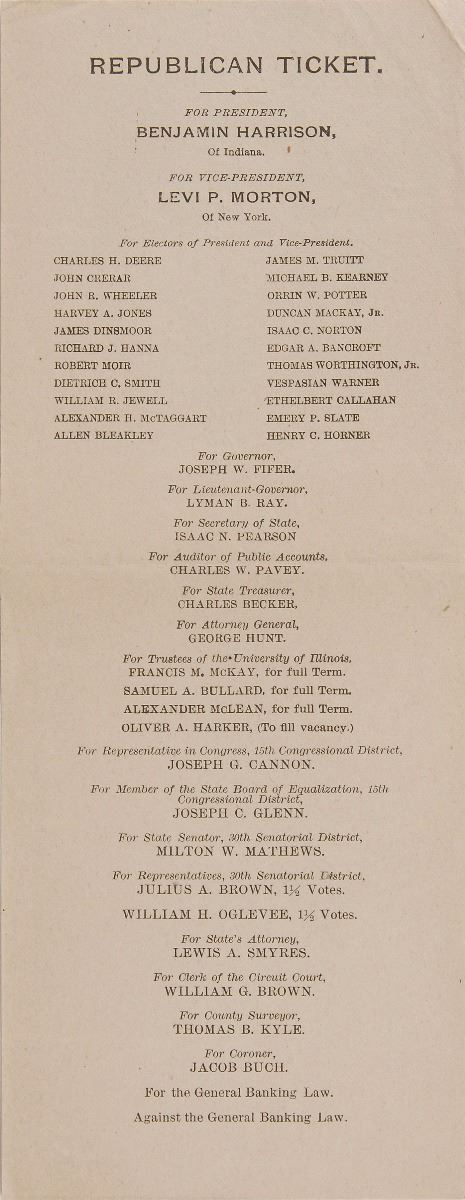 REPUBLICAN TICKET.
FOR PRESIDENT,
BENJAMIN HARRISON,
Of Indiana.
FOR VICE-PRESIDENT,
LEVI P. MORTON,
Of New York.
For Electors of President and Vice-President.
CHARLES H. DEERE
JOHN CRERAR
JOHN R. WHEELER
HARVEY A. JONES
JAMES DINSMOOR
RICHARD J. HANNA
ROBERT MOIR
DIETRICH C. SMITH
WILLIAM R. JEWELL
ALEXANDER H. McTAGGART
ALLEN BLEAKLEY
JAMES M. TRUITT
MICHAEL B. KEARNEY
ORRIN W. POTTER
DUNCAN MACKAY, Jr.
ISAAC C. NORTON
EDGAR A. BANCROFT
THOMAS WORTHINGTON, Jr.
VESPASIAN WARNER
ETHELBERT CALLAHAN
EMERY P. SLATE
HENRY C. HORNER
For Governor,
JOSEPH W. FIFER.
For Lieutenant-Governor,
LYMAN B. RAY.
For Secretary of State,
ISAAC N. PEARSON
For Auditor of Public Accounts,
CHARLES W. PAVEY.
For State Treasurer,
CHARLES BECKER,
For Attorney General,
GEORGE HUNT.
For Trustees of the University of Illinois,
FRANCIS M. McKAY, for full Term.
SAMUEL A. BULLARD, for full Term.
ALEXANDER McLEAN, for full Term.
OLIVER A. HARKER, (To fill vacancy.)
For Representative in Congress, 15th Congressional District,
JOSEPH G. CANNON.
For Member of the State Board of Equalization, 15th
Congressional District,
JOSEPH C. GLENN.
For State Senator, 30th Senatorial District,
MILTON W. MATHEWS.
For Representatives, 30th Senatorial District,
JULIUS A. BROWN, 1½ Votes.
WILLIAM H. OGLEVEE, 1½ Votes.
For State's Attorney,
LEWIS A. SMYRES.
For Clerk of the Circuit Court,
WILLIAM G. BROWN.
For County Surveyor,
THOMAS B. KYLE.
For Coroner,
JACOB BUCH.
For the General Banking Law.
Against the General Banking Law.